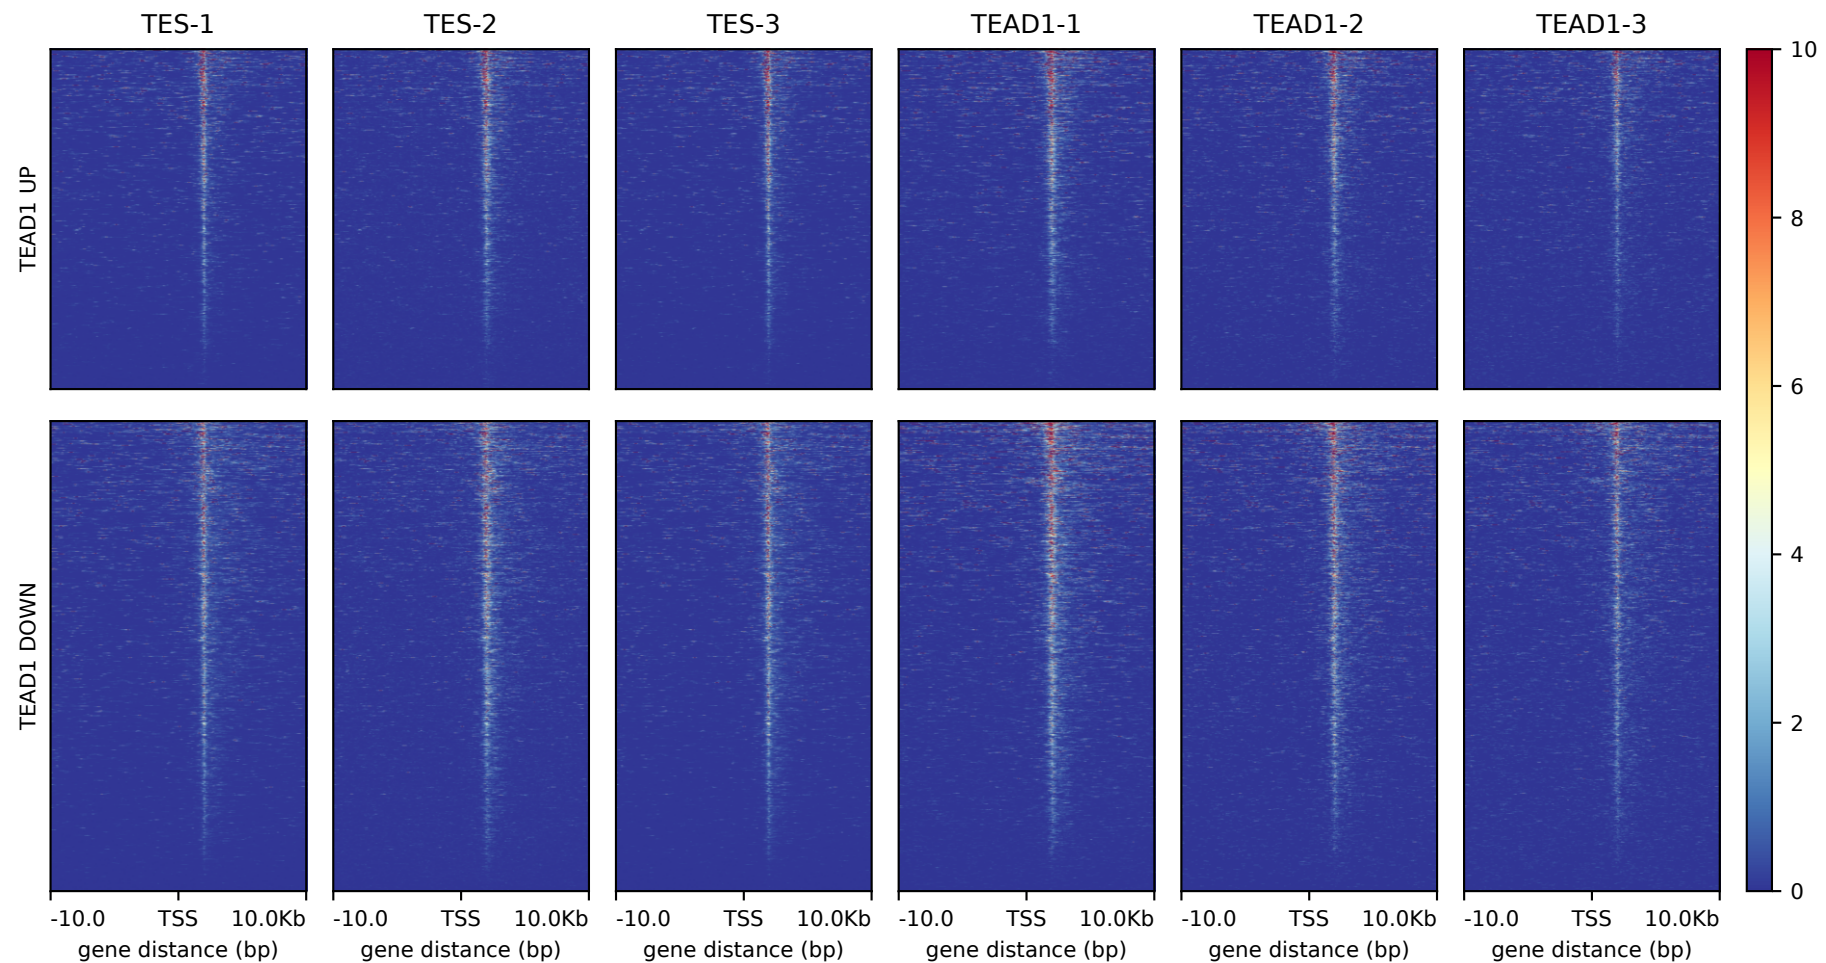 TES-1 TES-2 TES-3 TEAD1-1 TEAD1-2 TEAD1-3
TEAD1 UP
TEAD1 DOWN
10
8
6
4
2
0
-10.0 TSS 10.0Kb -10.0 TSS 10.0Kb -10.0 TSS 10.0Kb -10.0 TSS 10.0Kb -10.0 TSS 10.0Kb -10.0 TSS 10.0Kb
gene distance (bp) gene distance (bp) gene distance (bp) gene distance (bp) gene distance (bp) gene distance (bp)